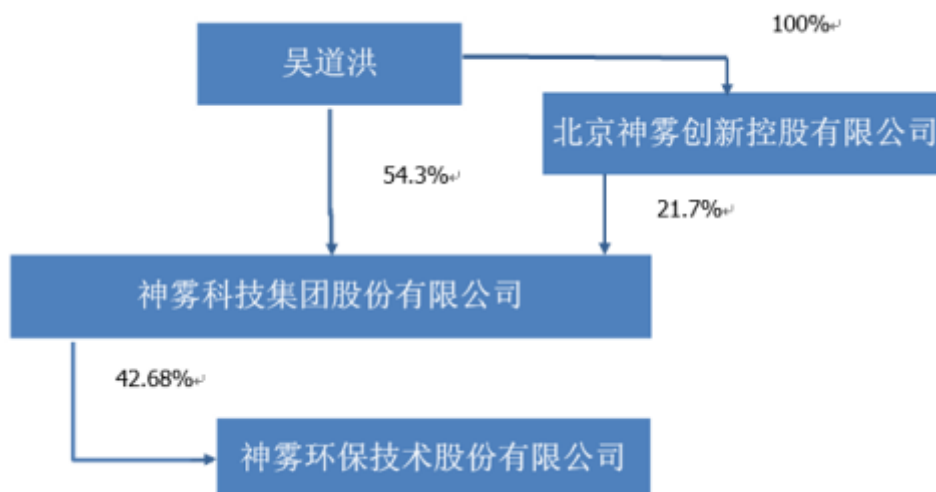 100%
吴道洪
北京神雾创新控股有限公司
54.3%
21.7%
神雾科技集团股份有限公司
42.68%
神雾环保技术股份有限公司